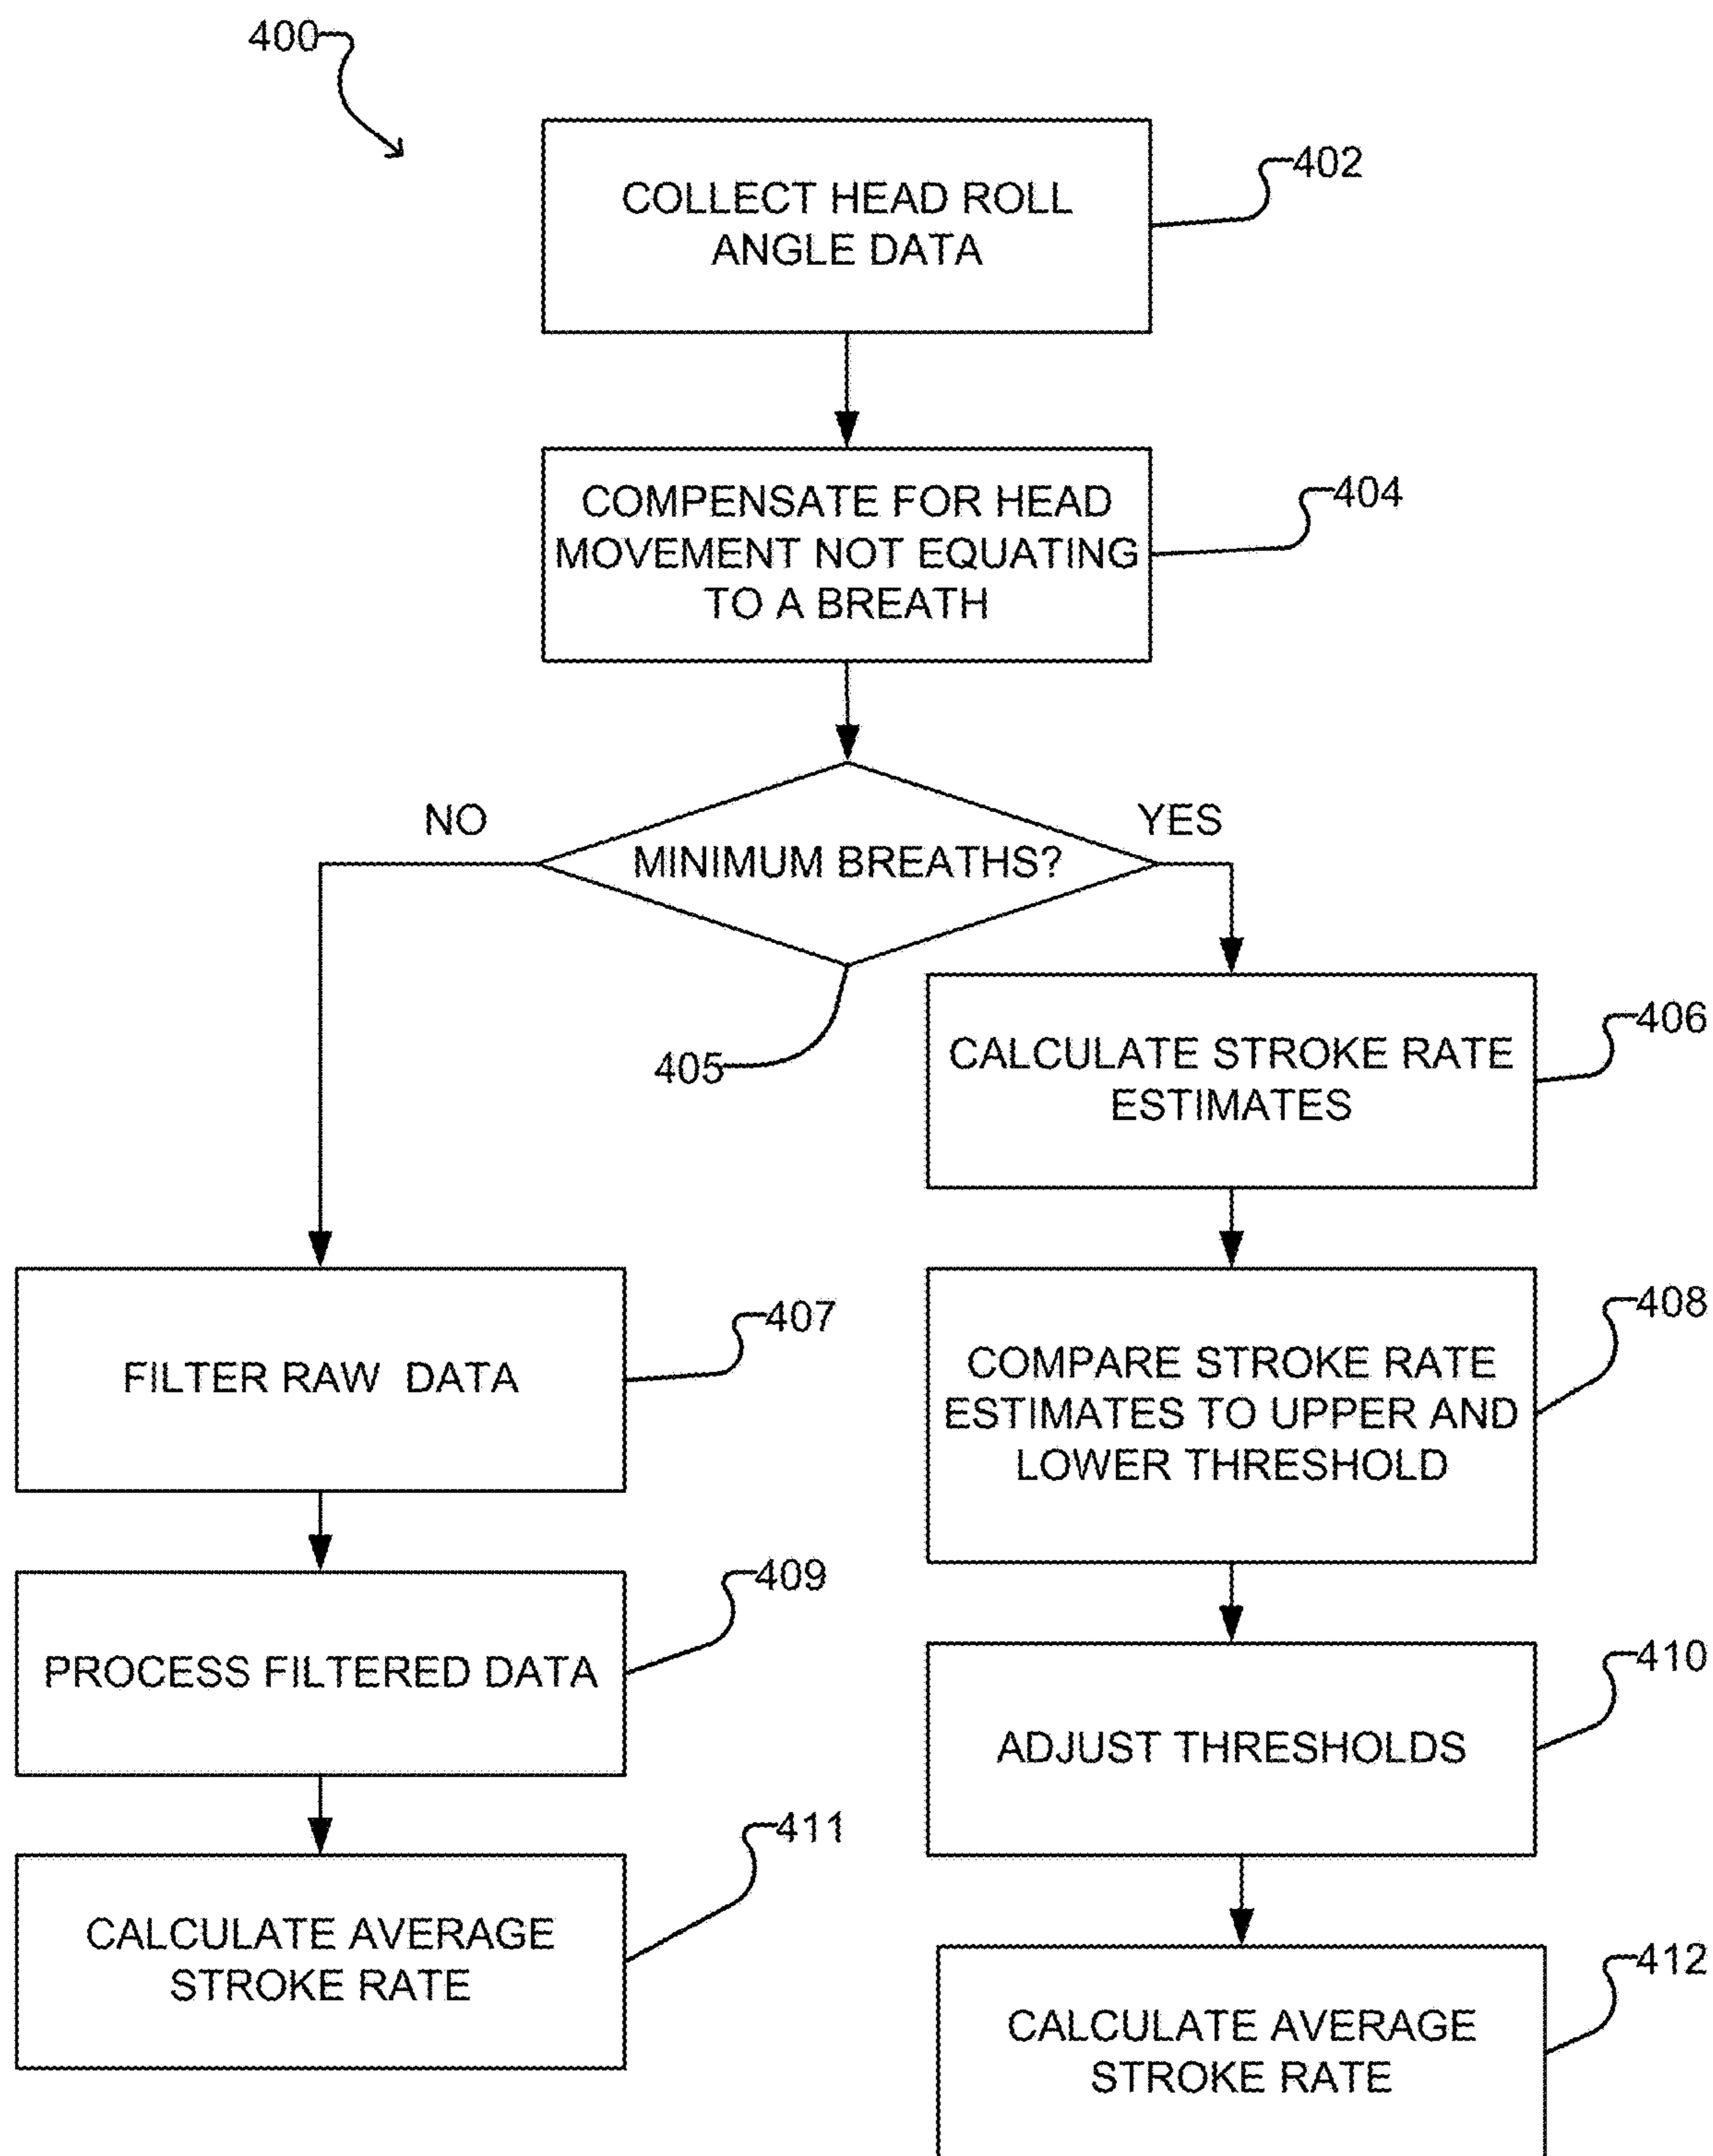 400
COLLECT HEAD ROLL
ANGLE DATA
402
COMPENSATE FOR HEAD
MOVEMENT NOT EQUATING
TO A BREATH
404
NO
YES
MINIMUM BREATHS?
405
CALCULATE STROKE RATE
ESTIMATES
406
FILTER RAW DATA
407
COMPARE STROKE RATE
ESTIMATES TO UPPER AND
LOWER THRESHOLD
408
PROCESS FILTERED DATA
409
ADJUST THRESHOLDS
410
CALCULATE AVERAGE
STROKE RATE
411
CALCULATE AVERAGE
STROKE RATE
412